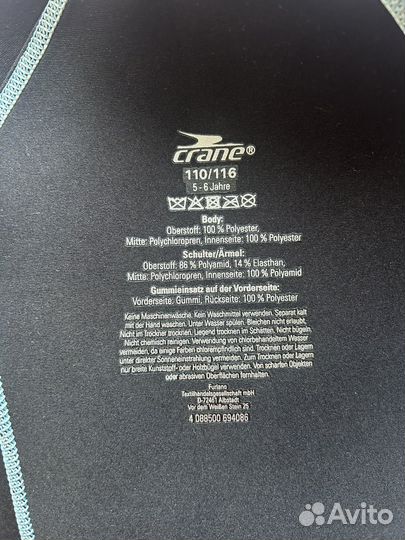 crane®
110/116
5 - 6 Jahre
Body:
Oberstoff: 100 % Polyester,
Mitte: Polychloropren, Innenseite: 100 % Polyester
Schulter/Ärmel:
Oberstoff: 86 % Polyamid, 14 % Elasthan,
Mitte: Polychloropren, Innenseite: 100 % Polyamid
Gummieinsatz auf der Vorderseite:
Vorderseite: Gummi, Rückseite: 100 % Polyester
Keine Maschinenwäsche. Kein Waschmittel verwenden. Separat kalt
mit der Hand waschen. Unter Wasser spülen. Bleichen nicht erlaubt.
Nicht im Trockner trocknen. Liegend trocknen im Schatten. Nicht bügeln.
Nicht chemisch reinigen. Verwendung von chlorbehandeltem Wasser
vermeiden, da einige Farben chlorempfindlich sind. Trocknen oder Lagern
unter direkter Sonneneinstrahlung vermeiden. Zum Trocknen oder Lagern
nur breite Kunststoff- oder Holzbügel verwenden. Von scharfen Objekten
oder abrasiven Oberflächen fernhalten.
Furiano
Textilhandelsgesellschaft mbH
D-72461 Albstadt
Vor dem Weißen Stein 25
4 088500 694086
Avito